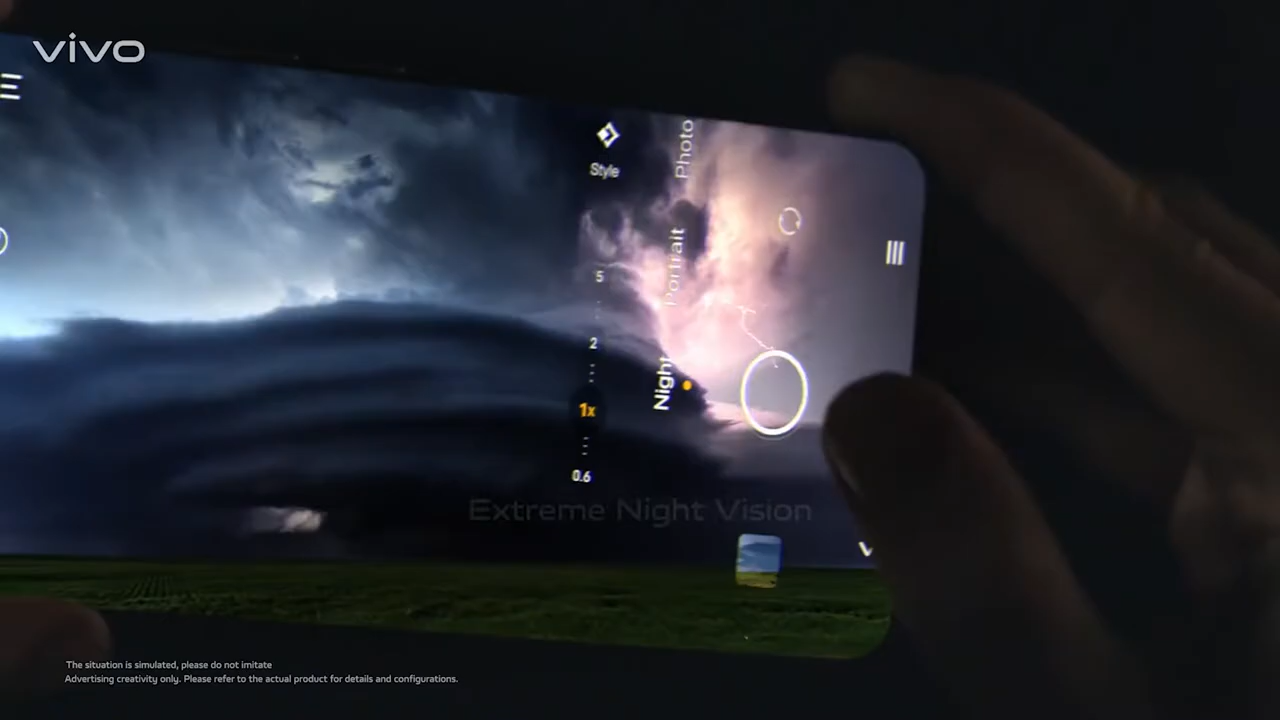 vivo
Style
Photo
Portrait
Night
5
2
1x
0.6
Extreme Night Vision
The situation is simulated, please do not imitate
Advertising creativity only. Please refer to the actual product for details and configurations.